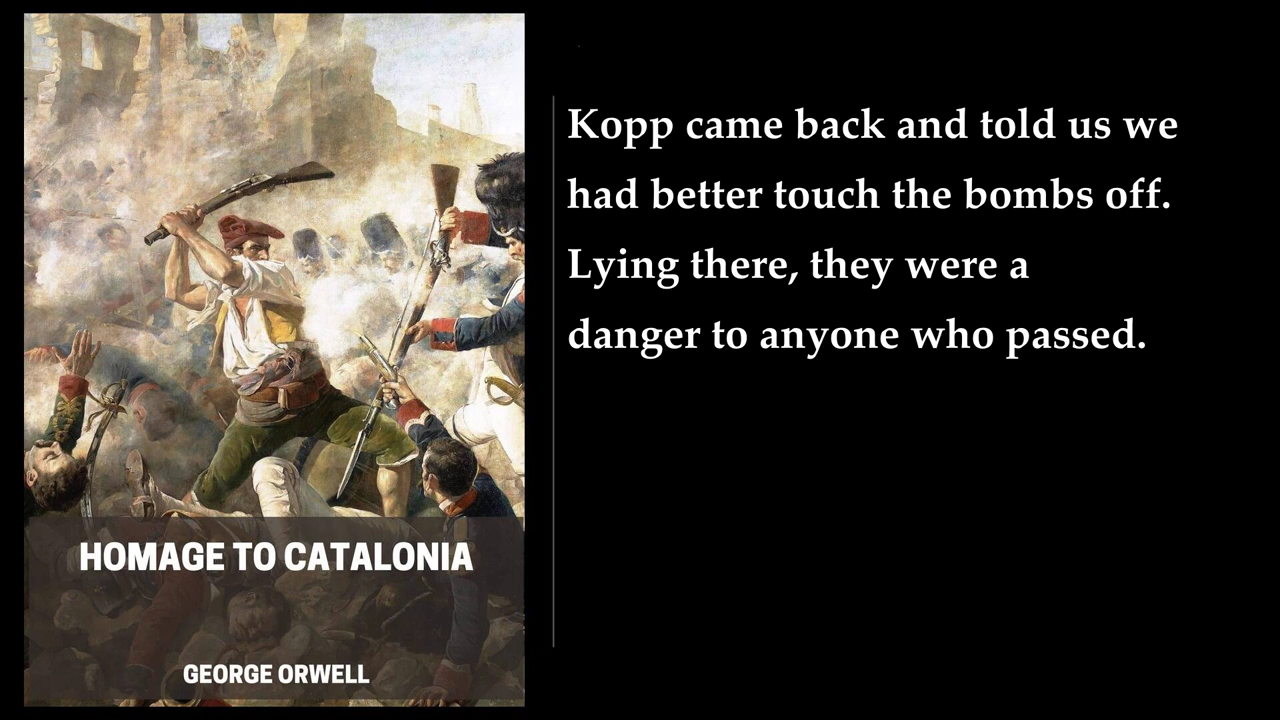 Kopp came back and told us we
had better touch the bombs off.
Lying there, they were a
danger to anyone who passed.
HOMAGE TO CATALONIA
GEORGE ORWELL